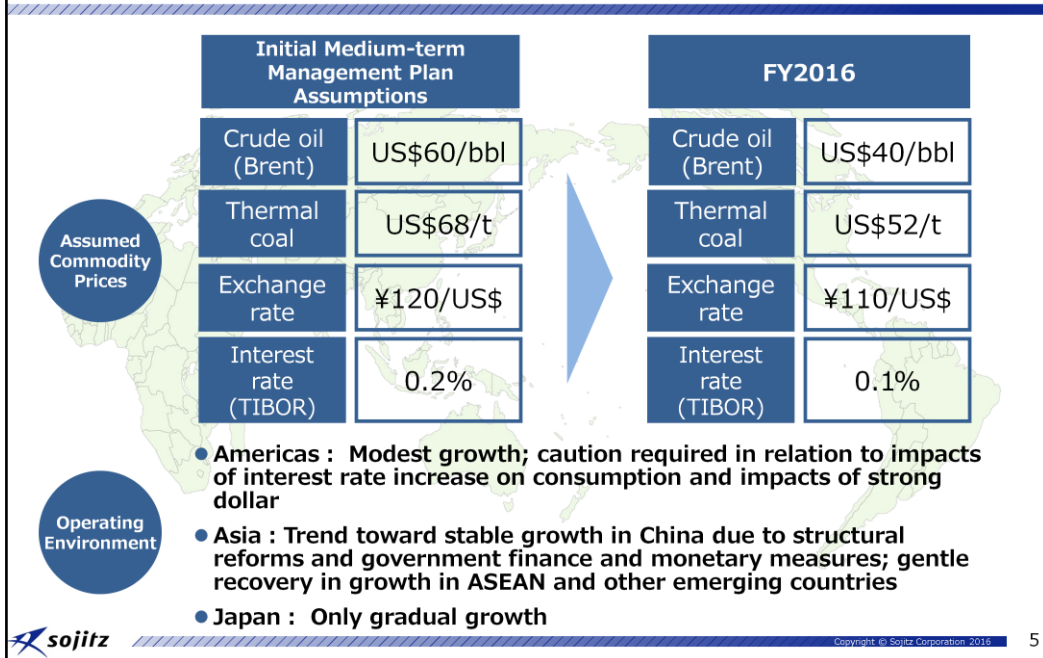 Initial Medium-term
Management Plan
Assumptions
FY2016
Assumed
Commodity
Prices
Crude oil
(Brent)
US$60/bbl
Crude oil
(Brent)
US$40/bbl
Thermal
coal
US$68/t
Thermal
coal
US$52/t
Exchange
rate
¥120/US$
Exchange
rate
¥110/US$
Interest
rate
(TIBOR)
0.2%
Interest
rate
(TIBOR)
0.1%
Operating
Environment
● Americas : Modest growth; caution required in relation to impacts
of interest rate increase on consumption and impacts of strong
dollar
● Asia : Trend toward stable growth in China due to structural
reforms and government finance and monetary measures; gentle
recovery in growth in ASEAN and other emerging countries
● Japan : Only gradual growth
sojitz
Copyright © Sojitz Corporation 2016
5